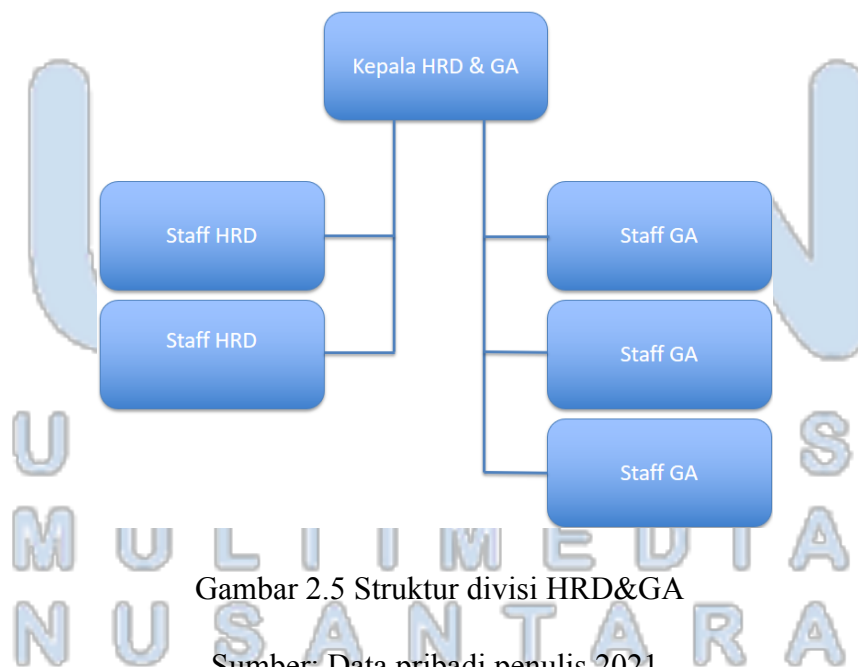 Kepala HRD & GA
Staff HRD
Staff GA
Staff HRD
Staff GA
Staff GA
U S
M U L T I M E D I A
Gambar 2.5 Struktur divisi HRD&GA
N U S A N T A R A
Sumber: Data pribadi penulis 2021